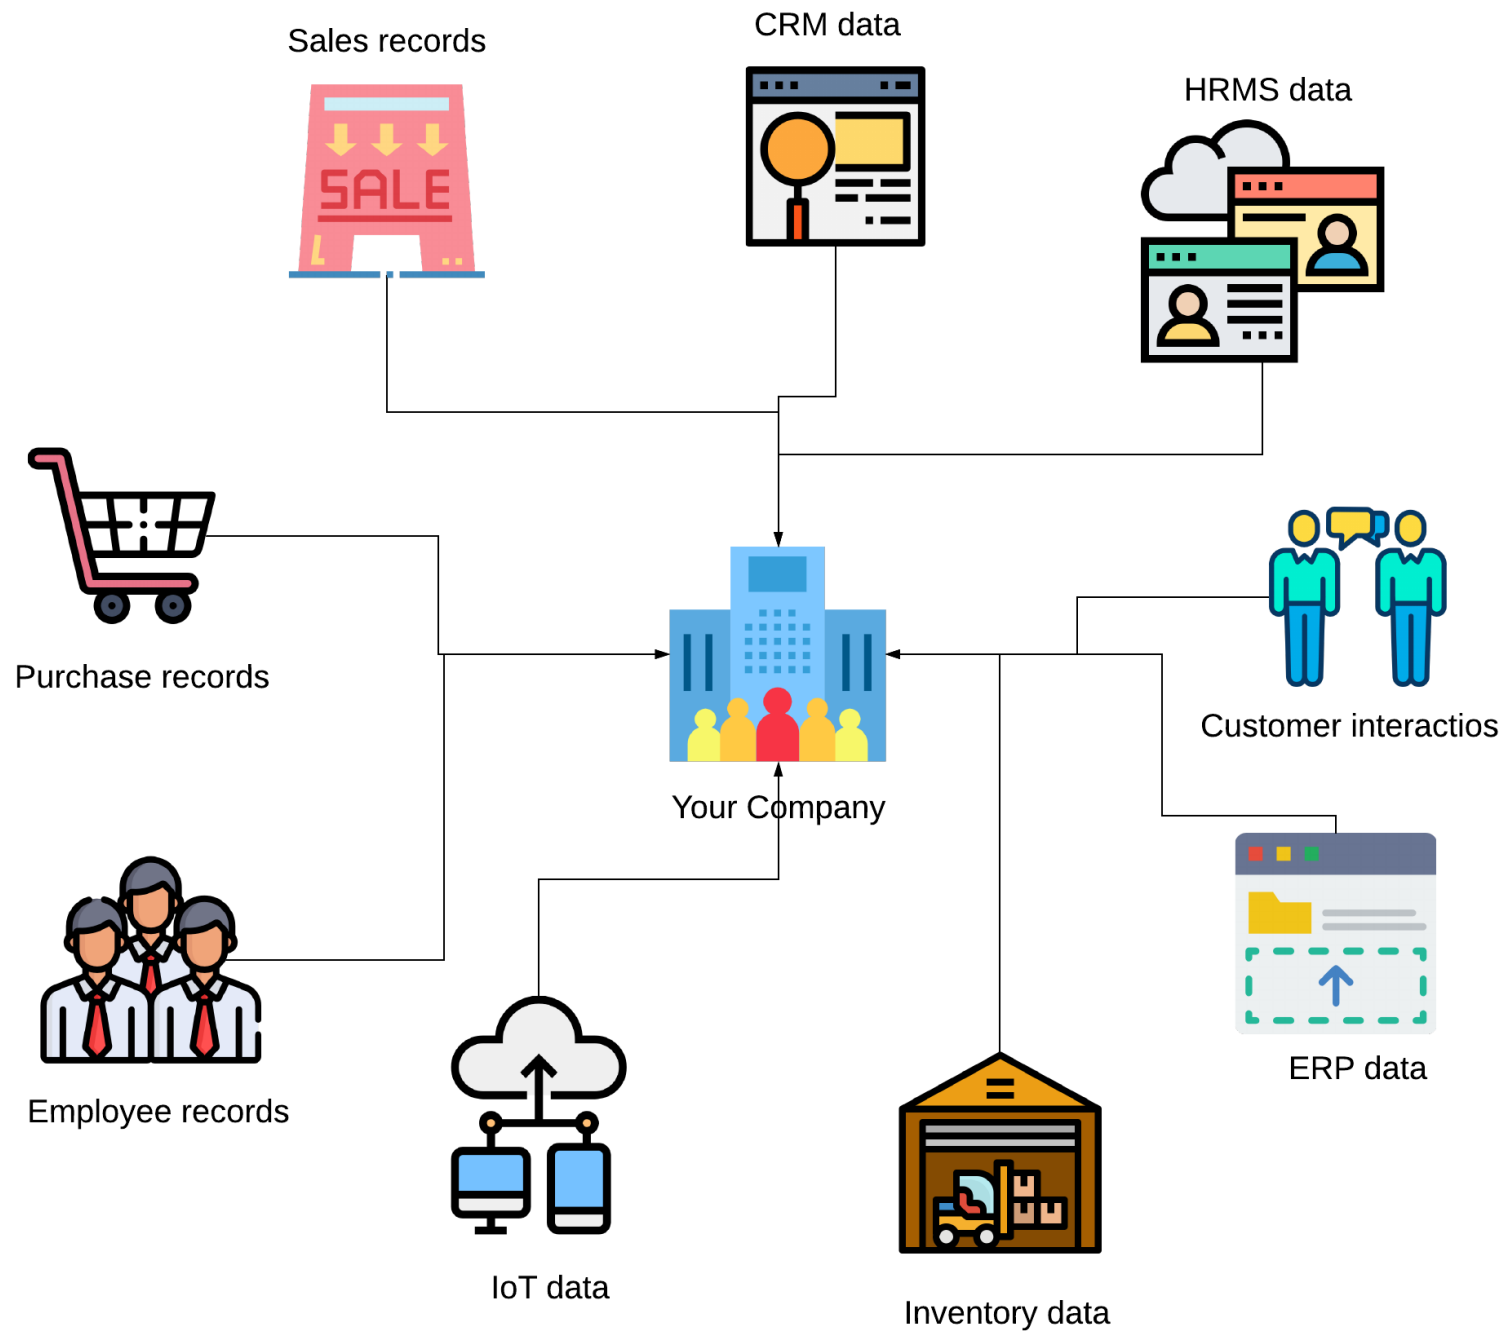 Sales records
CRM data
HRMS data
SALE
Purchase records
Customer interactios
Your Company
ERP data
Employee records
IoT data
Inventory data